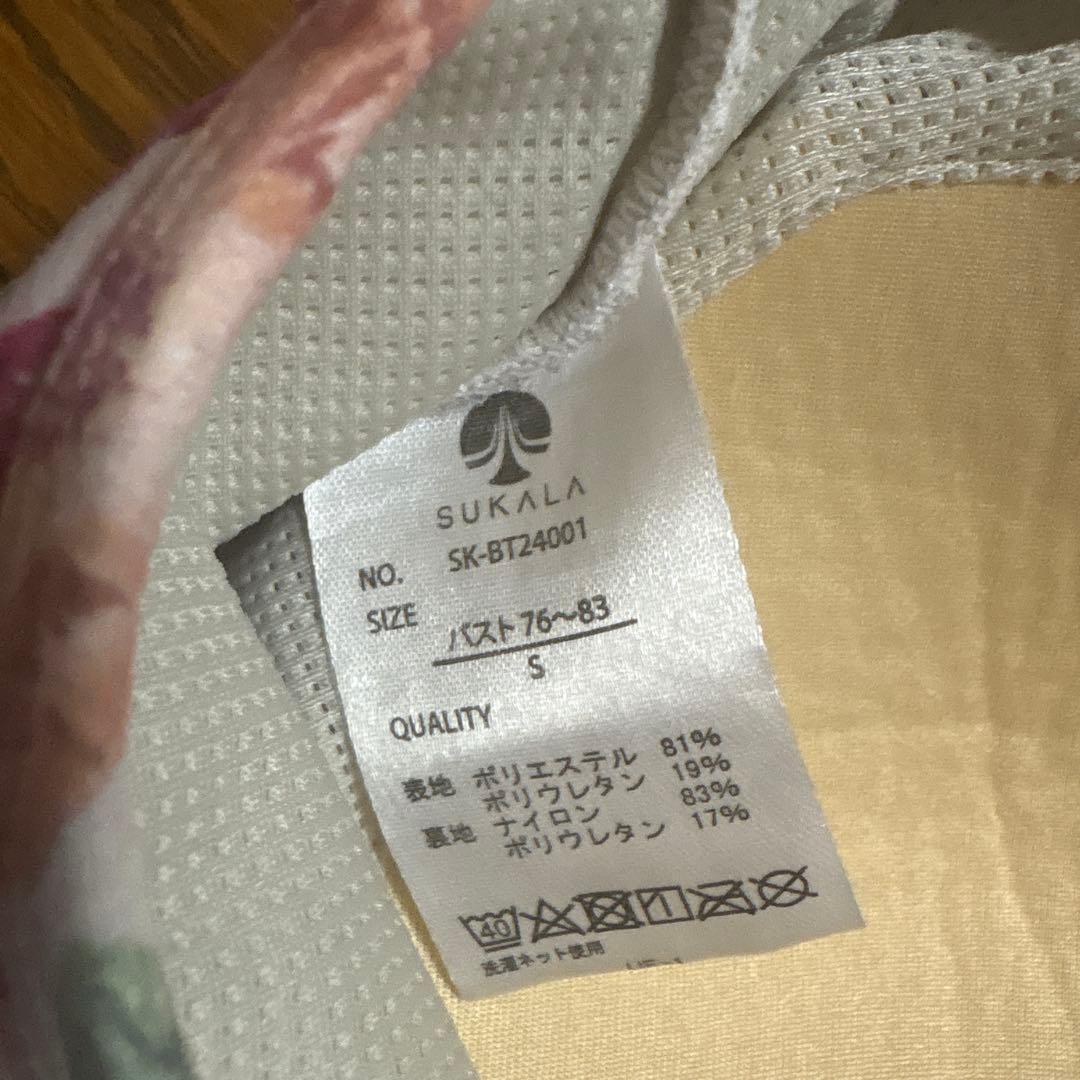 SUKALA
NO. SK-BT24001
SIZE バスト76〜83
S
QUALITY
表地 ポリエステル 81%
ポリウレタン 19%
裏地 ナイロン 83%
ポリウレタン 17%
40
洗濯ネット使用